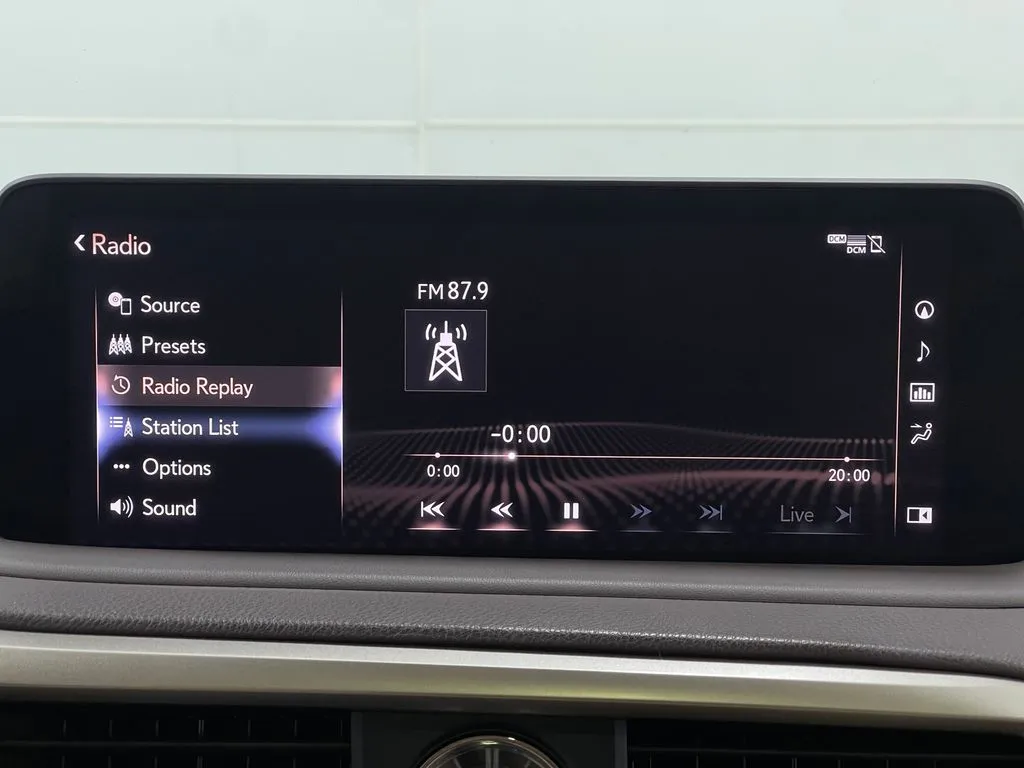 Radio
DCM
DCM
Source
Presets
Radio Replay
Station List
Options
Sound
FM 87.9
-0:00
0:00
20:00
Live